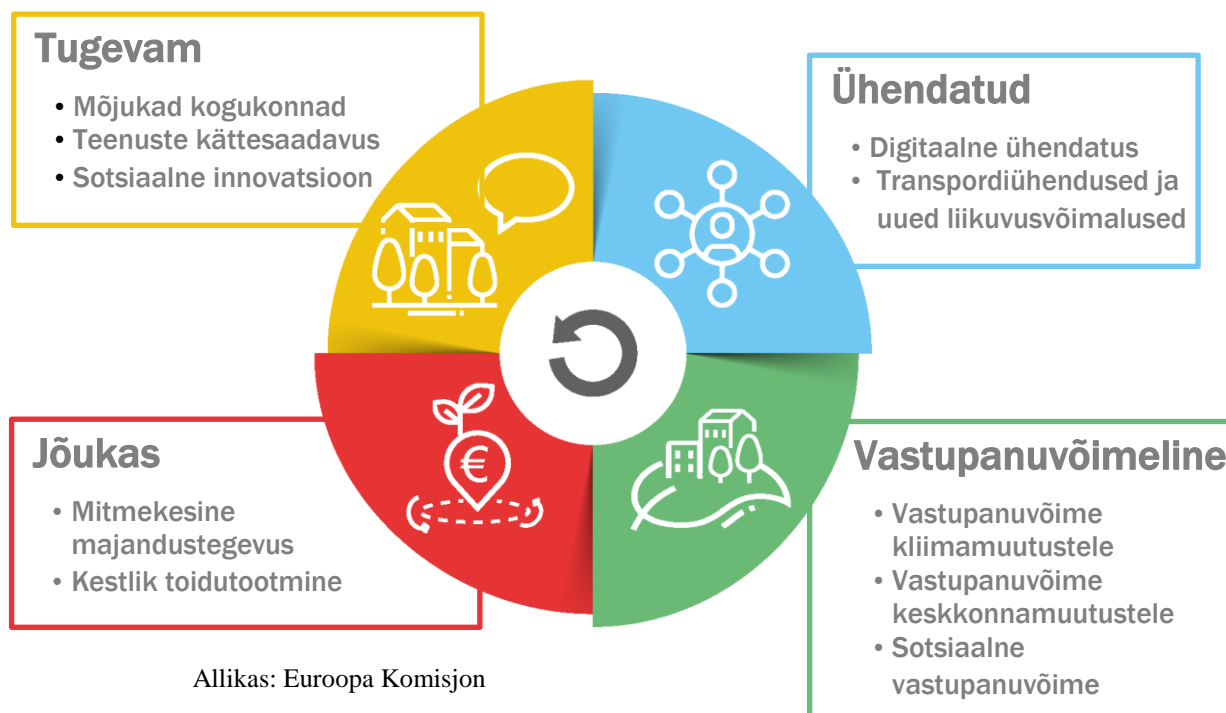 Tugevam
• Mõjukad kogukonnad
• Teenuste kättesaadavus
• Sotsiaalne innovatsioon
Ühendatud
• Digitaalne ühendatus
• Transpordiühendused ja
uued liikuvusvõimalused
Jõukas
• Mitmekesine
majandustegevus
• Kestlik toidutootmine
€
Vastupanuvõimeline
• Vastupanuvõime
kliimamuutustele
• Vastupanuvõime
keskkonnamuutustele
• Sotsiaalne
vastupanuvõime
Allikas: Euroopa Komisjon